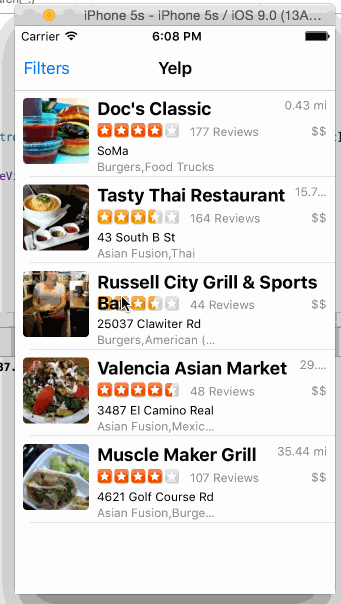 iPhone 5s - iPhone 5s / iOS 9.0 (13A...
Carrier 6:08 PM
Filters Yelp
Doc's Classic 0.43 mi
177 Reviews $$
SoMa
Burgers,Food Trucks
Tasty Thai Restaurant 15.7...
164 Reviews $$
43 South B St
Asian Fusion,Thai
Russell City Grill & Sports
Bar
44 Reviews $$
25037 Clawiter Rd
Burgers,American (...
Valencia Asian Market 29....
48 Reviews $$
3487 El Camino Real
Asian Fusion,Mexic...
Muscle Maker Grill 35.44 mi
107 Reviews $$
4621 Golf Course Rd
Asian Fusion,Burge...